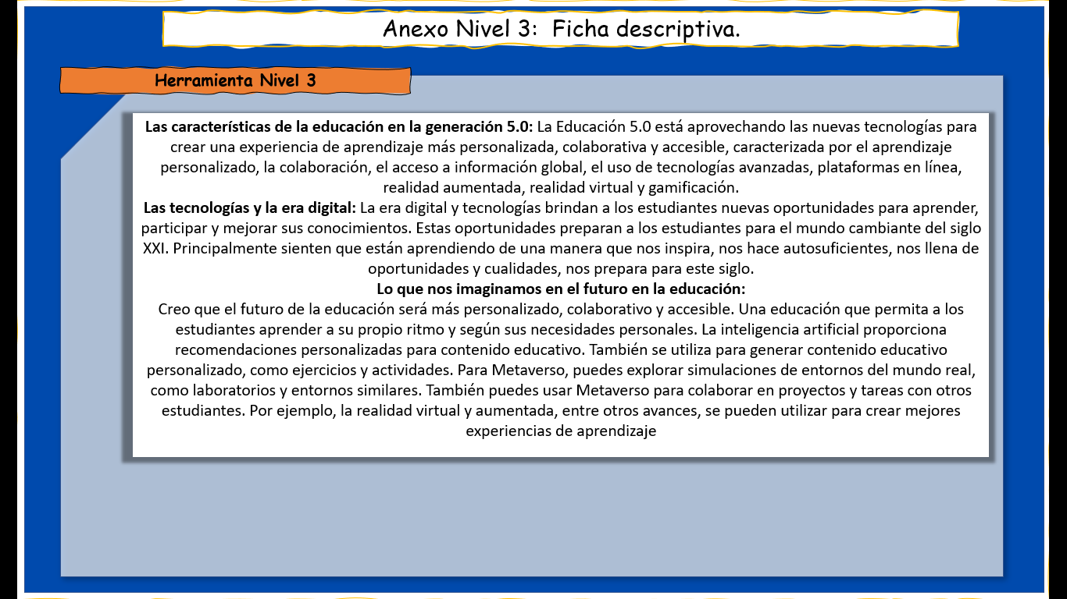 Anexo Nivel 3:  Ficha descriptiva.
Herramienta Nivel 3
Las características de la educación en la generación 5.0: La Educación 5.0 está aprovechando las nuevas tecnologías para
crear una experiencia de aprendizaje más personalizada, colaborativa y accesible, caracterizada por el aprendizaje
personalizado, la colaboración, el acceso a información global, el uso de tecnologías avanzadas, plataformas en línea,
realidad aumentada, realidad virtual y gamificación.
Las tecnologías y la era digital: La era digital y tecnologías brindan a los estudiantes nuevas oportunidades para aprender,
participar y mejorar sus conocimientos. Estas oportunidades preparan a los estudiantes para el mundo cambiante del siglo
XXI. Principalmente sienten que están aprendiendo de una manera que nos inspira, nos hace autosuficientes, nos llena de
oportunidades y cualidades, nos prepara para este siglo.
Lo que nos imaginamos en el futuro en la educación:
Creo que el futuro de la educación será más personalizado, colaborativo y accesible. Una educación que permita a los
estudiantes aprender a su propio ritmo y según sus necesidades personales. La inteligencia artificial proporciona
recomendaciones personalizadas para contenido educativo. También se utiliza para generar contenido educativo
personalizado, como ejercicios y actividades. Para Metaverso, puedes explorar simulaciones de entornos del mundo real,
como laboratorios y entornos similares. También puedes usar Metaverso para colaborar en proyectos y tareas con otros
estudiantes. Por ejemplo, la realidad virtual y aumentada, entre otros avances, se pueden utilizar para crear mejores
experiencias de aprendizaje